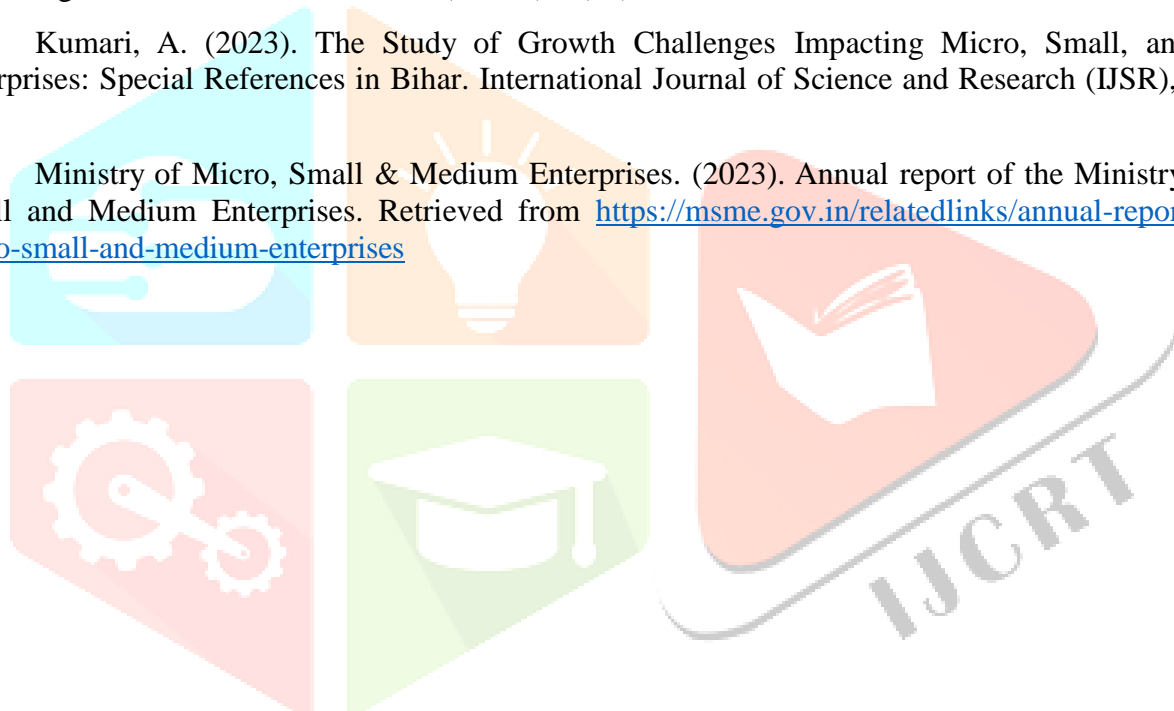 Kumari, A. (2023). The Study of Growth Challenges Impacting Micro, Small, an
rprises: Special References in Bihar. International Journal of Science and Research (IJSR),
Ministry of Micro, Small & Medium Enterprises. (2023). Annual report of the Ministry
ll and Medium Enterprises. Retrieved from https://msme.gov.in/relatedlinks/annual-repor
o-small-and-medium-enterprises
IJCRT